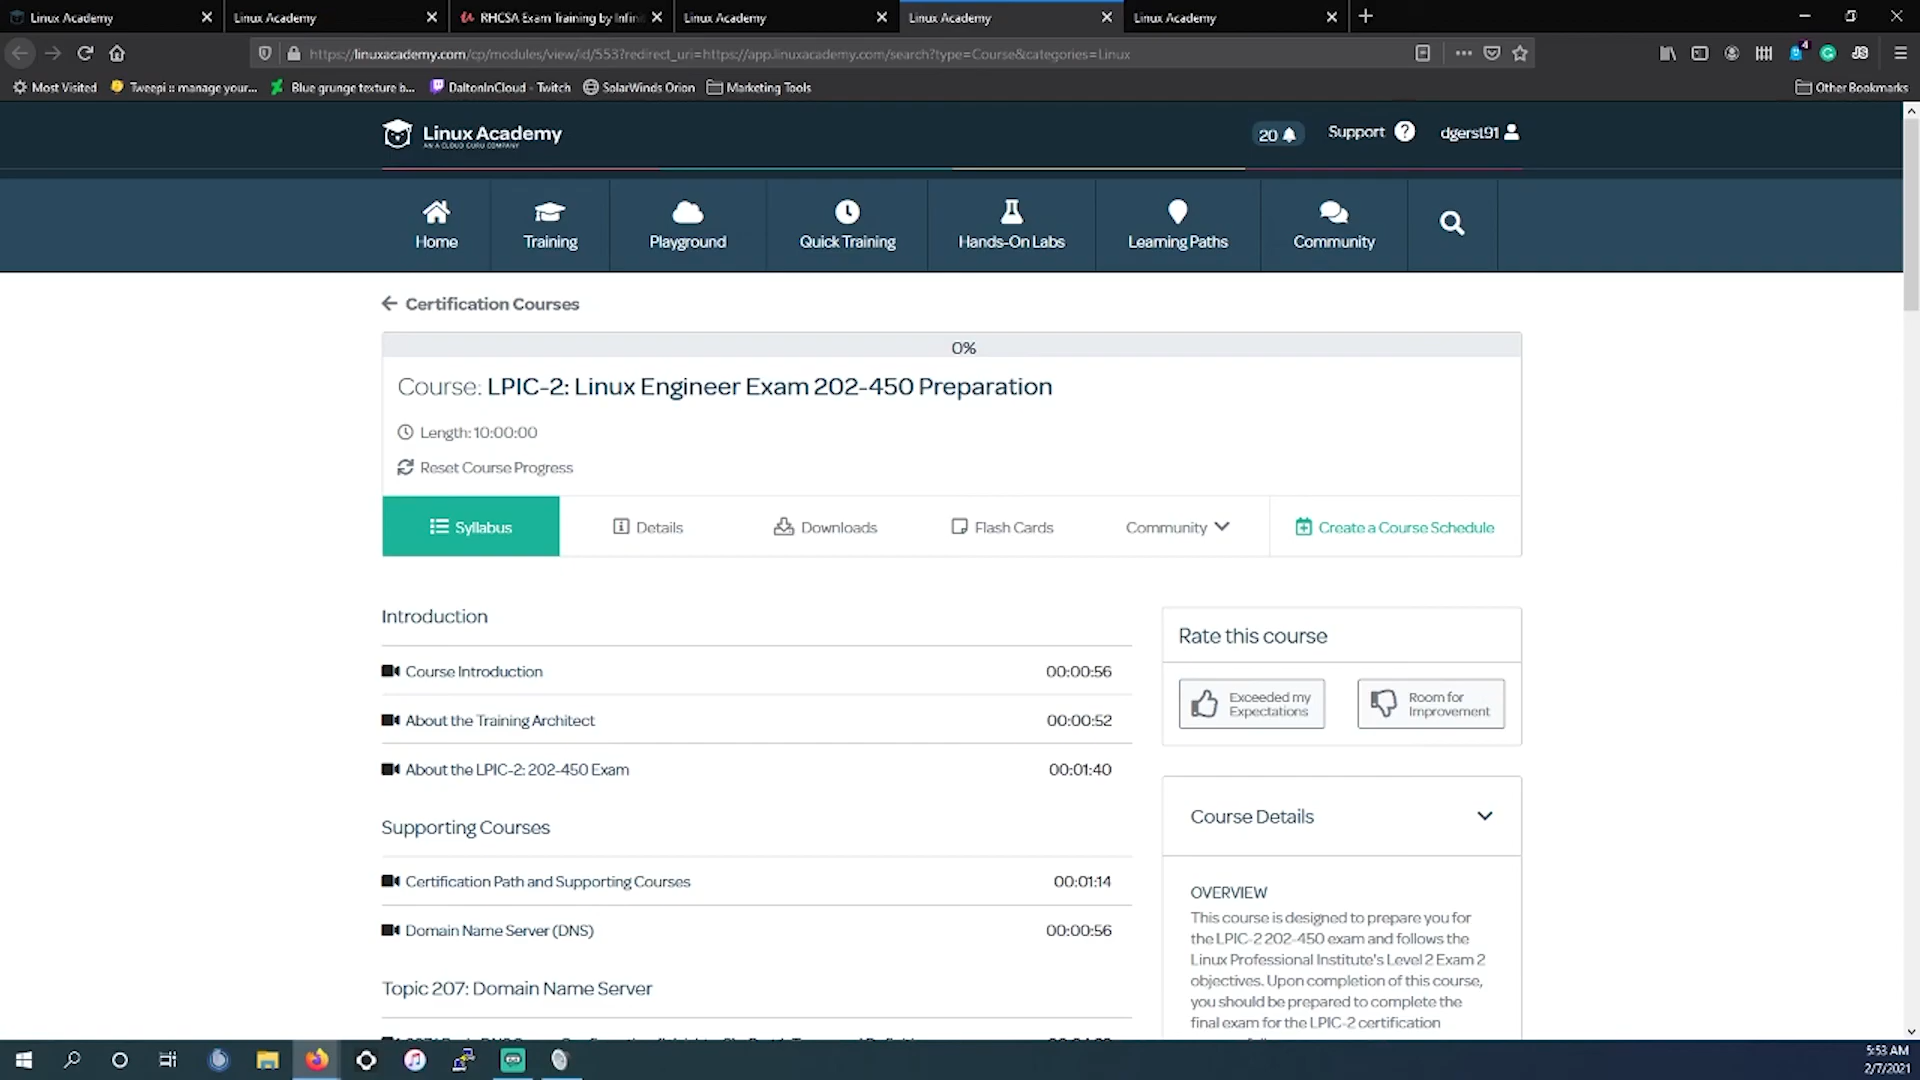 Linux Academy
Linux Academy
RHCSA Exam Training by Infin
Linux Academy
Linux Academy
Linux Academy
https://linuxacademy.com/cp/modules/view/id/553?redirect_uri=https://app.linuxacademy.com/search?type=Course&categories=Linux
4
Most Visited
Tweepi :: manage your...
Blue grunge texture b...
DaltonInCloud - Twitch
SolarWinds Orion
Marketing Tools
Other Bookmarks
Linux Academy
AN A CLOUD GURU COMPANY
20
Support ?
dgerst91
Home
Training
Playground
Quick Training
Hands-On Labs
Learning Paths
Community
Certification Courses
0%
Course: LPIC-2: Linux Engineer Exam 202-450 Preparation
Length: 10:00:00
Reset Course Progress
Syllabus
Details
Downloads
Flash Cards
Community
Create a Course Schedule
Introduction
Course Introduction 00:00:56
About the Training Architect 00:00:52
About the LPIC-2: 202-450 Exam 00:01:40
Supporting Courses
Certification Path and Supporting Courses 00:01:14
Domain Name Server (DNS) 00:00:56
Topic 207: Domain Name Server
Rate this course
Exceeded my
Expectations
Room for
Improvement
Course Details
OVERVIEW
This course is designed to prepare you for
the LPIC-2 202-450 exam and follows the
Linux Professional Institute's Level 2 Exam 2
objectives. Upon completion of this course,
you should be prepared to complete the
final exam for the LPIC-2 certification
5:53 AM
2/7/2021